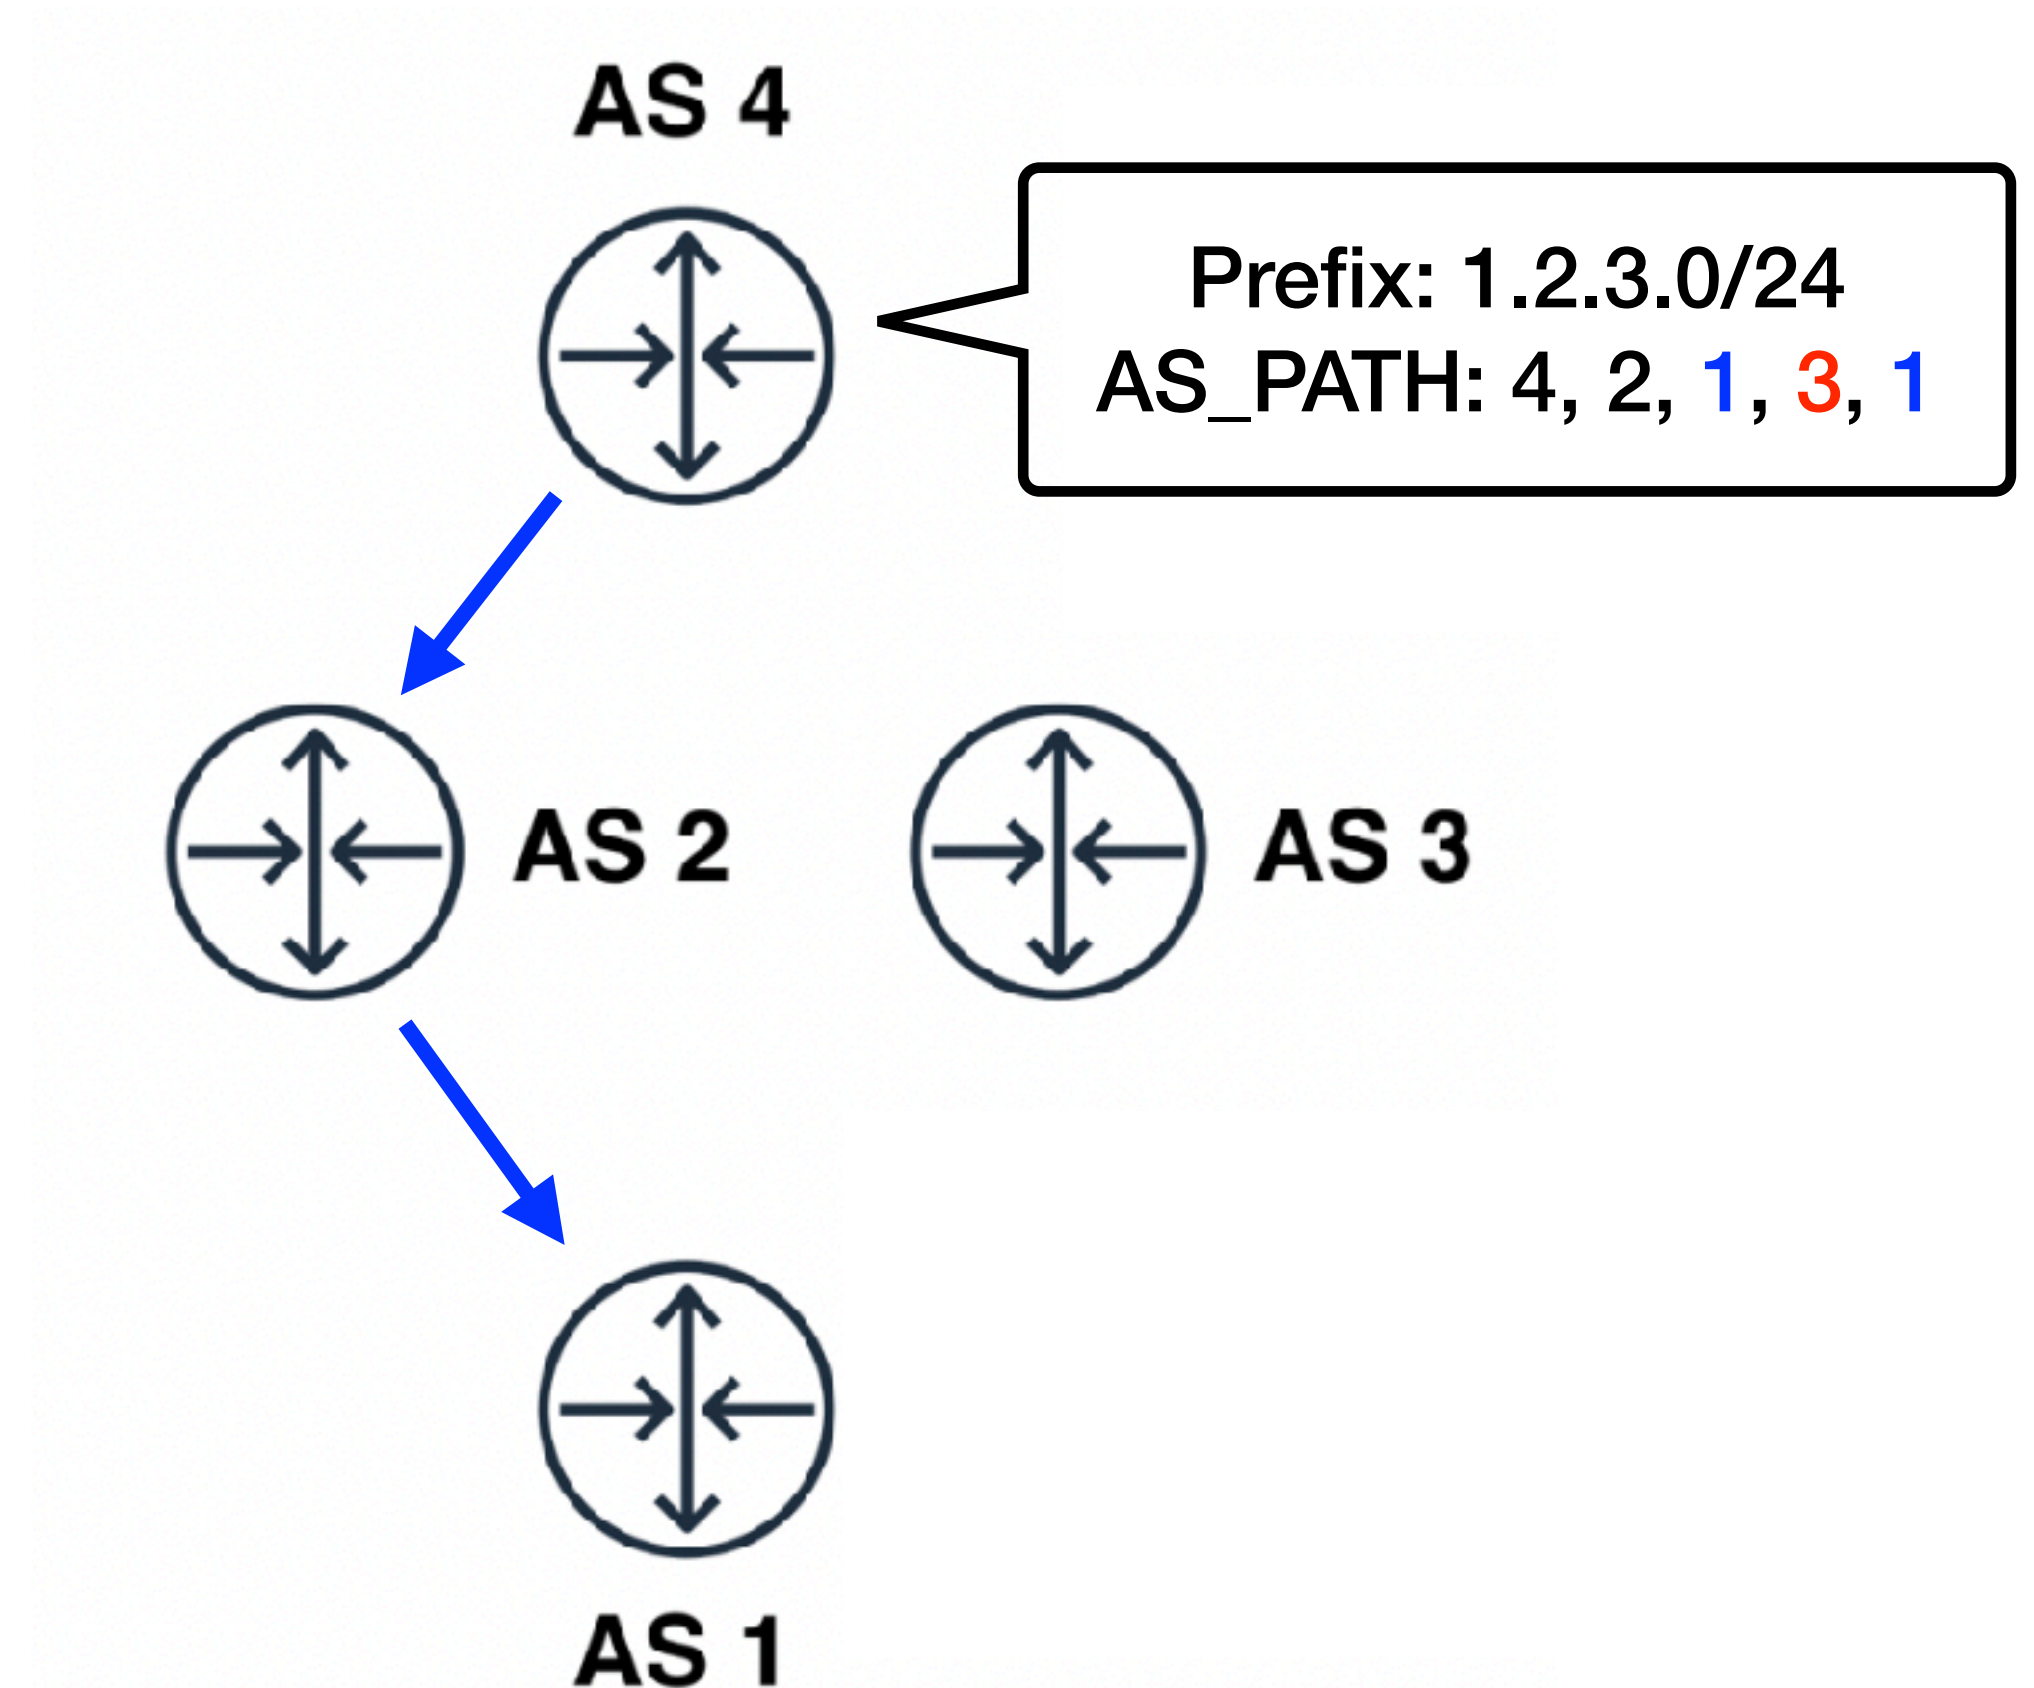 AS 4
Prefix: 1.2.3.0/24
AS_PATH: 4, 2, 1, 3, 1
AS 2
AS 3
AS 1